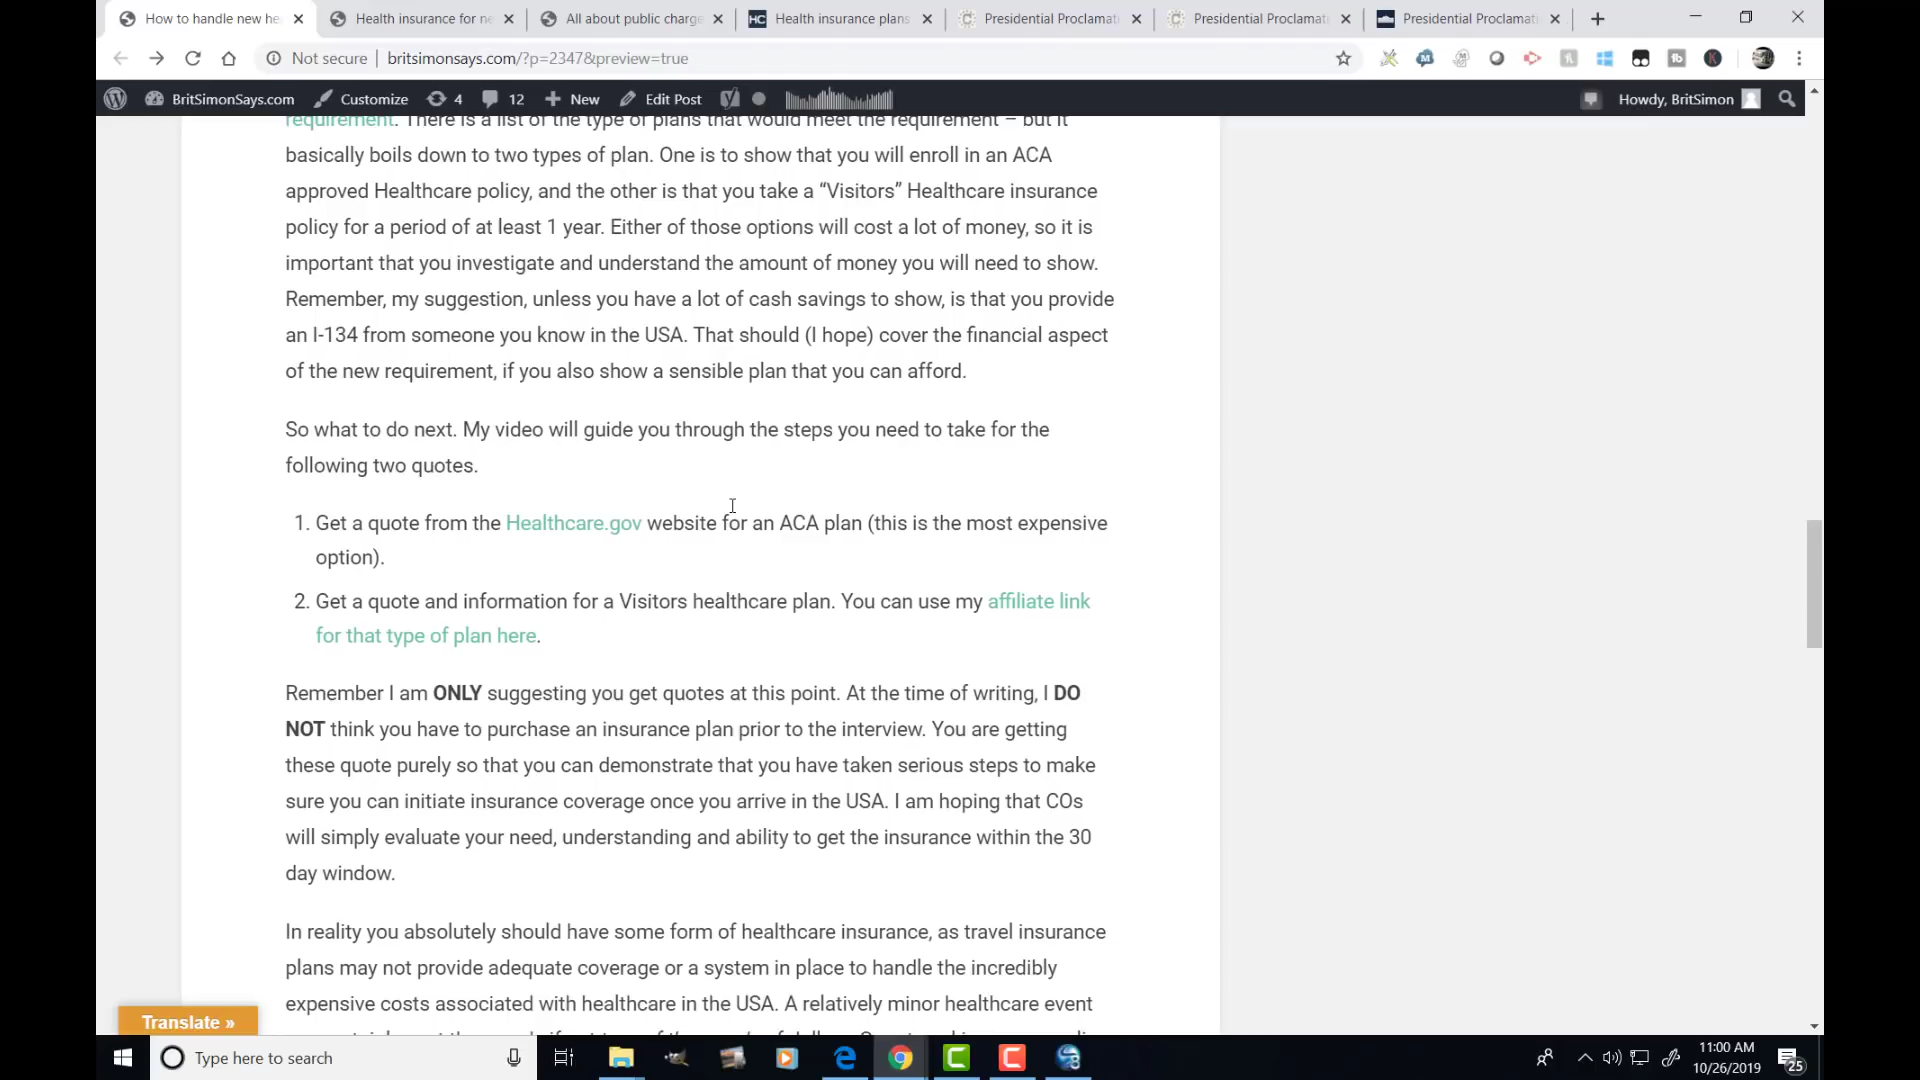 How to handle new he
Health insurance for ne
All about public charge
HC Health insurance plans
Presidential Proclamat
Presidential Proclamat
Presidential Proclamat
Not secure britsimonsays.com/?p=2347&preview=true
BritSimonSays.com Customize 4 12 New Edit Post Howdy, BritSimon
requirement. There is a list of the type of plans that would meet the requirement – but it
basically boils down to two types of plan. One is to show that you will enroll in an ACA
approved Healthcare policy, and the other is that you take a “Visitors” Healthcare insurance
policy for a period of at least 1 year. Either of those options will cost a lot of money, so it is
important that you investigate and understand the amount of money you will need to show.
Remember, my suggestion, unless you have a lot of cash savings to show, is that you provide
an I-134 from someone you know in the USA. That should (I hope) cover the financial aspect
of the new requirement, if you also show a sensible plan that you can afford.
So what to do next. My video will guide you through the steps you need to take for the
following two quotes.
1. Get a quote from the Healthcare.gov website for an ACA plan (this is the most expensive
option).
2. Get a quote and information for a Visitors healthcare plan. You can use my affiliate link
for that type of plan here.
Remember I am ONLY suggesting you get quotes at this point. At the time of writing, I DO
NOT think you have to purchase an insurance plan prior to the interview. You are getting
these quote purely so that you can demonstrate that you have taken serious steps to make
sure you can initiate insurance coverage once you arrive in the USA. I am hoping that COs
will simply evaluate your need, understanding and ability to get the insurance within the 30
day window.
In reality you absolutely should have some form of healthcare insurance, as travel insurance
plans may not provide adequate coverage or a system in place to handle the incredibly
expensive costs associated with healthcare in the USA. A relatively minor healthcare event
Translate »
Type here to search
11:00 AM
10/26/2019
25